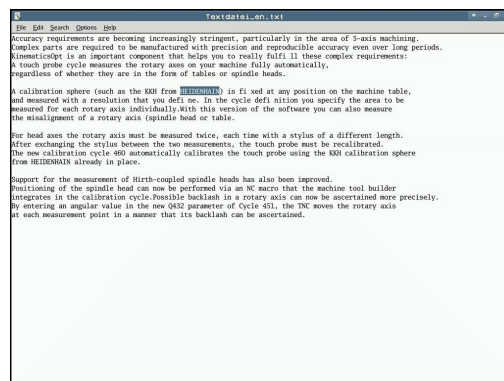 Textdatei_en.txt
File Edit Search Options Help
Accuracy requirements are becoming increasingly stringent, particularly in the area of 5-axis machining.
Complex parts are required to be manufactured with precision and reproducible accuracy even over long periods.
KinematicsOpt is an important component that helps you to really fulfi ll these complex requirements:
A touch probe cycle measures the rotary axes on your machine fully automatically,
regardless of whether they are in the form of tables or spindle heads.
A calibration sphere (such as the KKH from HEIDENHAIN) is fi xed at any position on the machine table,
and measured with a resolution that you defi ne. In the cycle defi nition you specify the area to be
measured for each rotary axis individually.With this version of the software you can also measure
the misalignment of a rotary axis (spindle head or table.
For head axes the rotary axis must be measured twice, each time with a stylus of a different length.
After exchanging the stylus between the two measurements, the touch probe must be recalibrated.
The new calibration cycle 460 automatically calibrates the touch probe using the KKH calibration sphere
from HEIDENHAIN already in place.
Support for the measurement of Hirth-coupled spindle heads has also been improved.
Positioning of the spindle head can now be performed via an NC macro that the machine tool builder
integrates in the calibration cycle.Possible backlash in a rotary axis can now be ascertained more precisely.
By entering an angular value in the new Q432 parameter of Cycle 451, the TNC moves the rotary axis
at each measurement point in a manner that its backlash can be ascertained.